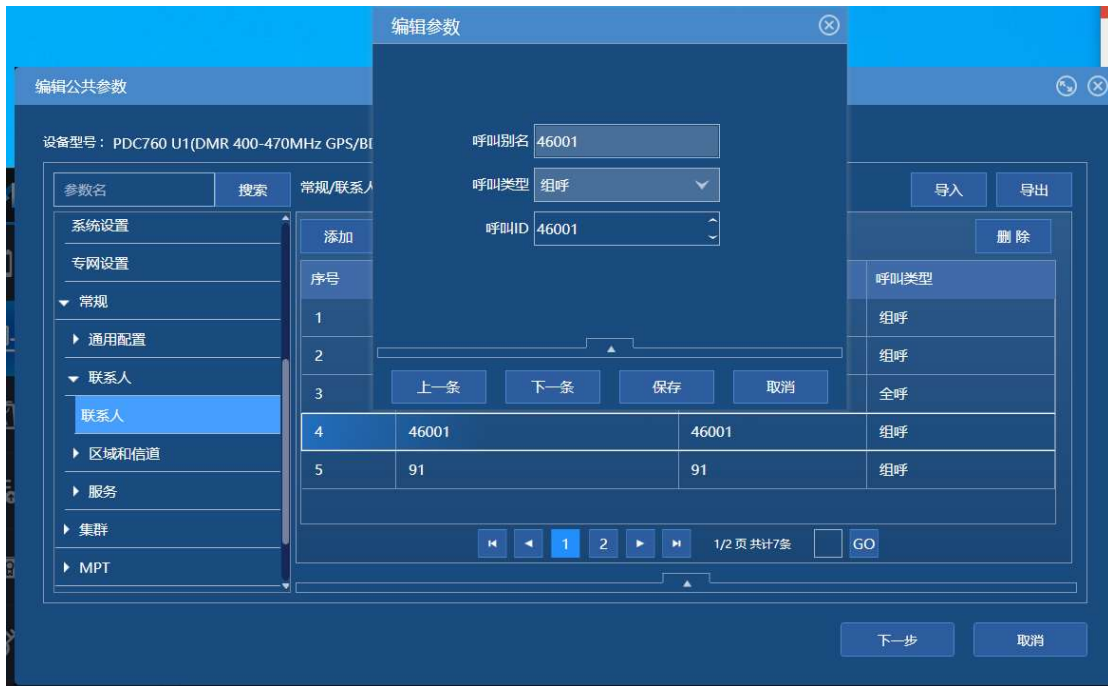 编辑参数
编辑公共参数
设备型号：PDC760 U1(DMR 400-470MHz GPS/BI
呼叫别名 46001
参数名 搜索 常规/联系人 呼叫类型 组呼 导入 导出
系统设置 呼叫ID 46001
添加 删除
专网设置
序号 呼叫类型
常规
1 组呼
通用配置
2 组呼
联系人
上一条 下一条 保存 取消
3 全呼
联系人
4 46001 46001 组呼
区域和信道
5 91 91 组呼
服务
集群
1 2 1/2 页 共计7条 GO
MPT
下一步 取消